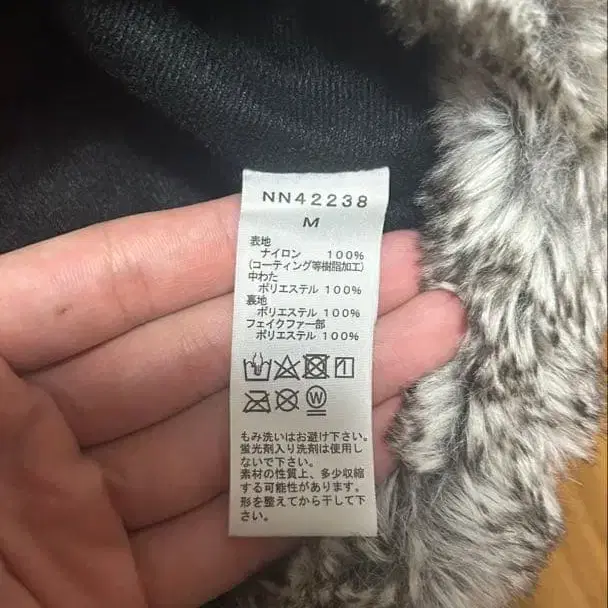 NN42238
M
表地
ナイロン 100%
(コーティング等樹脂加工)
中わた
ポリエステル 100%
裏地
ポリエステル 100%
フェイクファー部
ポリエステル 100%
W
もみ洗いはお避け下さい。
蛍光剤入り洗剤は使用し
ないで下さい。
素材の性質上、多少収縮
する可能性があります。
形を整えてから干して下
さい。